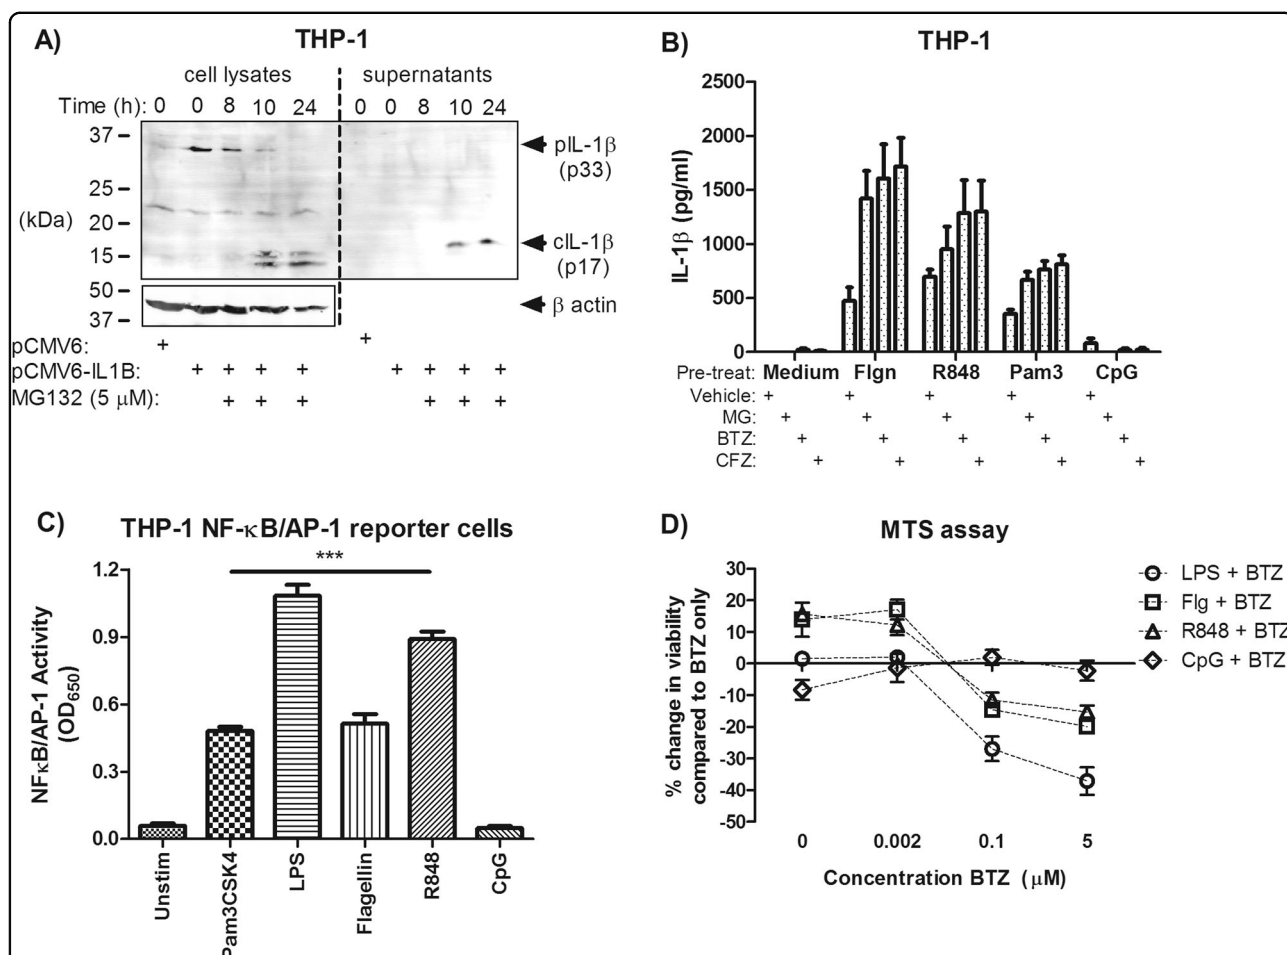 A)
THP-1
cell lysates
supernatants
Time (h): 0 0 8 10 24 0 0 8 10 24
37
25
(kDa)
20
15
50
37
pIL-1β
(p33)
cIL-1β
(p17)
β actin
pCMV6: + +
pCMV6-IL1B: + + + + + + + +
MG132 (5 μM): + + + + + +
B)
THP-1
IL-1β (pg/ml)
2500
2000
1500
1000
500
0
Pre-treat: Medium Flgn R848 Pam3 CpG
Vehicle: + + + + +
MG: + + + + +
BTZ: + + + + +
CFZ: + + + + +
C)
THP-1 NF-κB/AP-1 reporter cells
***
NFκB/AP-1 Activity
(OD650)
1.2
0.9
0.6
0.3
0.0
Unstim
Pam3CSK4
LPS
Flagellin
R848
CpG
D)
MTS assay
% change in viability
compared to BTZ only
30
20
10
0
-10
-20
-30
-40
-50
0 0.002 0.1 5
Concentration BTZ (μM)
LPS + BTZ
Flg + BTZ
R848 + BTZ
CpG + BTZ